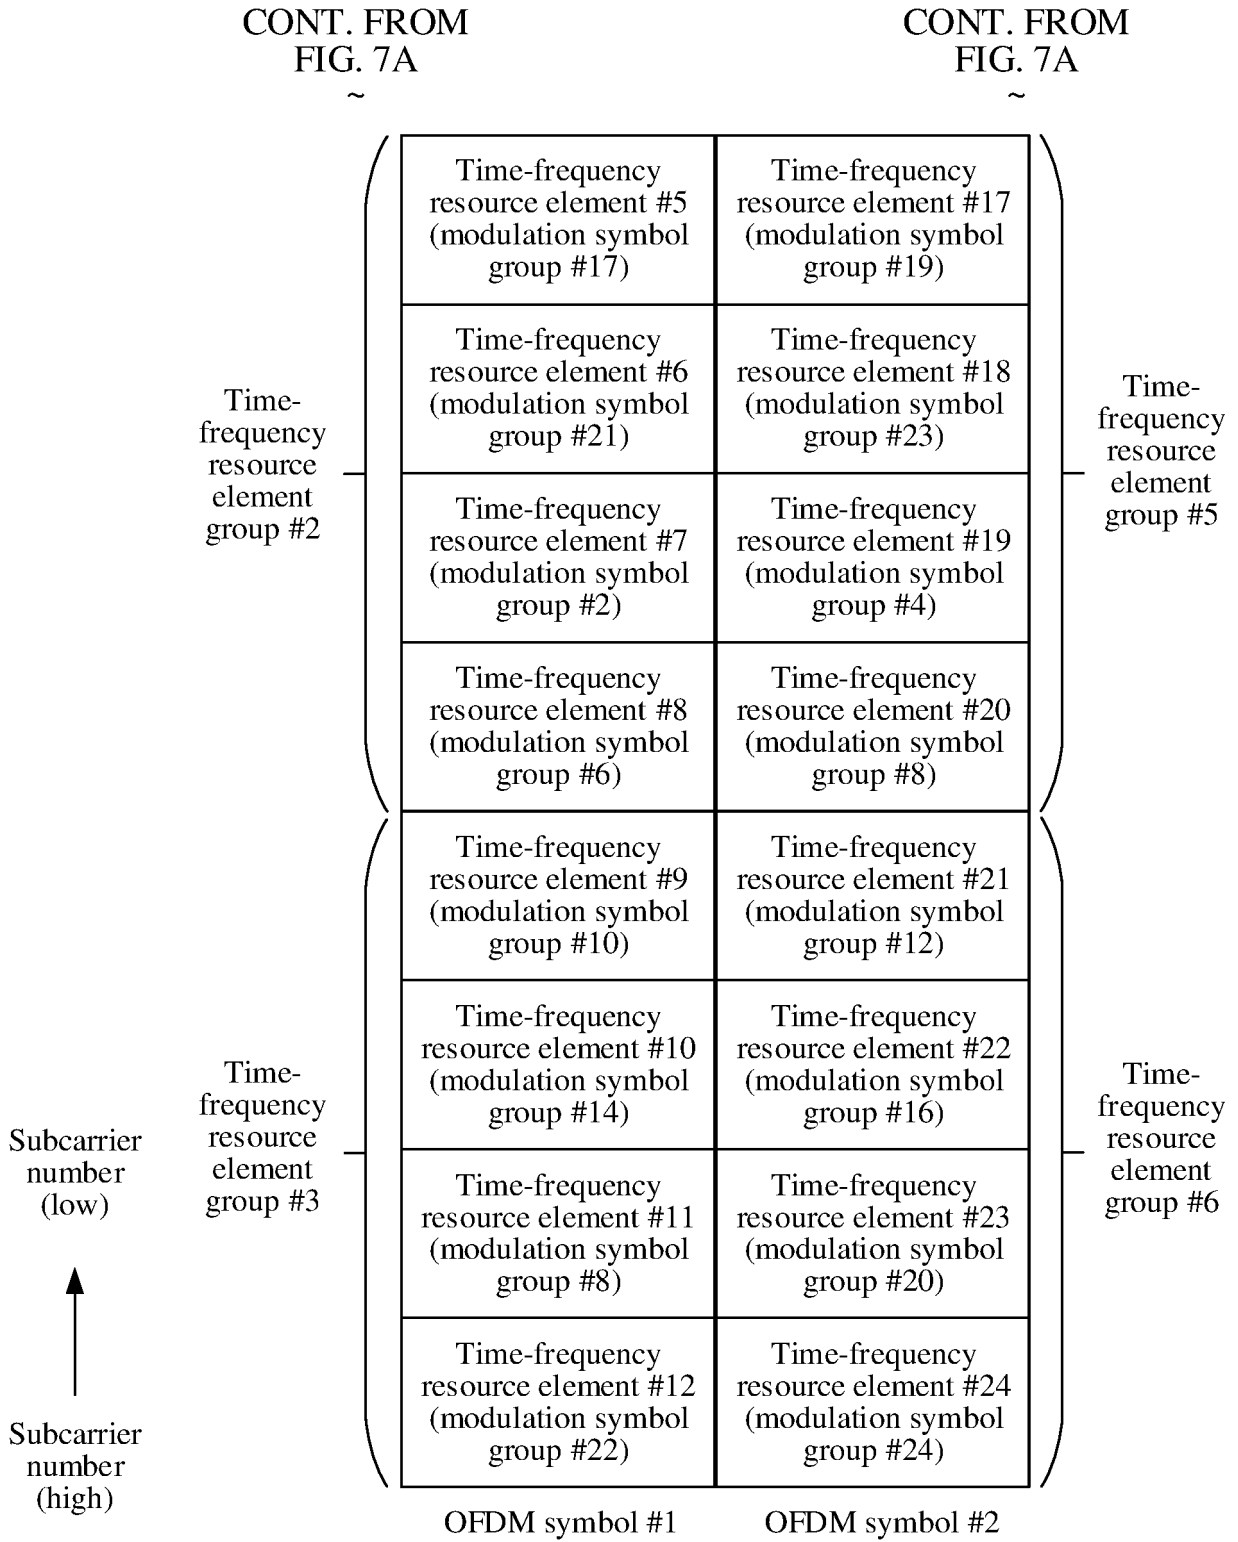 CONT. FROM
FIG. 7A
~
CONT. FROM
FIG. 7A
~
Time-
frequency
resource
element
group #2
Time-frequency
resource element #5
(modulation symbol
group #17)
Time-frequency
resource element #17
(modulation symbol
group #19)
Time-frequency
resource element #6
(modulation symbol
group #21)
Time-frequency
resource element #18
(modulation symbol
group #23)
Time-frequency
resource element #7
(modulation symbol
group #2)
Time-frequency
resource element #19
(modulation symbol
group #4)
Time-frequency
resource element #8
(modulation symbol
group #6)
Time-frequency
resource element #20
(modulation symbol
group #8)
Time-
frequency
resource
element
group #5
Time-
frequency
resource
element
group #3
Time-frequency
resource element #9
(modulation symbol
group #10)
Time-frequency
resource element #21
(modulation symbol
group #12)
Time-frequency
resource element #10
(modulation symbol
group #14)
Time-frequency
resource element #22
(modulation symbol
group #16)
Time-frequency
resource element #11
(modulation symbol
group #8)
Time-frequency
resource element #23
(modulation symbol
group #20)
Time-frequency
resource element #12
(modulation symbol
group #22)
Time-frequency
resource element #24
(modulation symbol
group #24)
Time-
frequency
resource
element
group #6
Subcarrier
number
(low)
Subcarrier
number
(high)
OFDM symbol #1
OFDM symbol #2